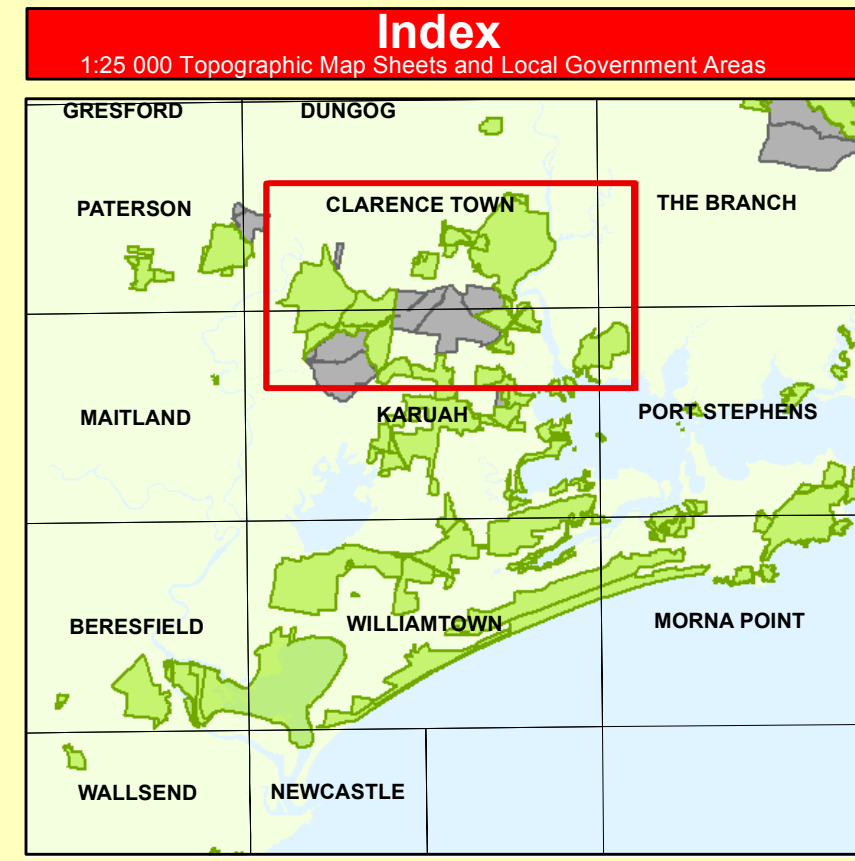 Index
1:25 000 Topographic Map Sheets and Local Government Areas
GRESFORD
DUNGOG
PATERSON
CLARENCE TOWN
THE BRANCH
MAITLAND
KARUAH
PORT STEPHENS
BERESFIELD
WILLIAMTOWN
MORNA POINT
WALLSEND
NEWCASTLE